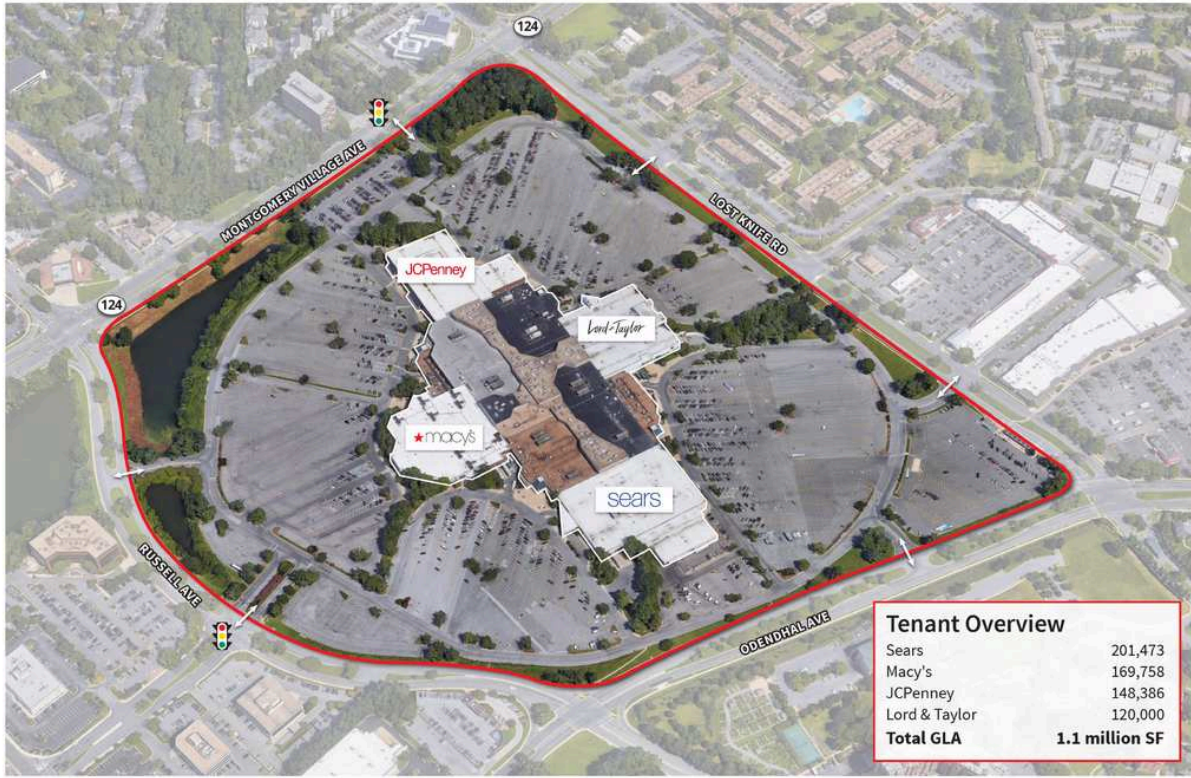 124
MONTGOMERY VILLAGE AVE
LOST KNIFE RD
JCPenney
124
Lord & Taylor
★macy's
sears
RUSSELL AVE
ODENDHAL AVE
Tenant Overview
Sears 201,473
Macy's 169,758
JCPenney 148,386
Lord & Taylor 120,000
Total GLA 1.1 million SF